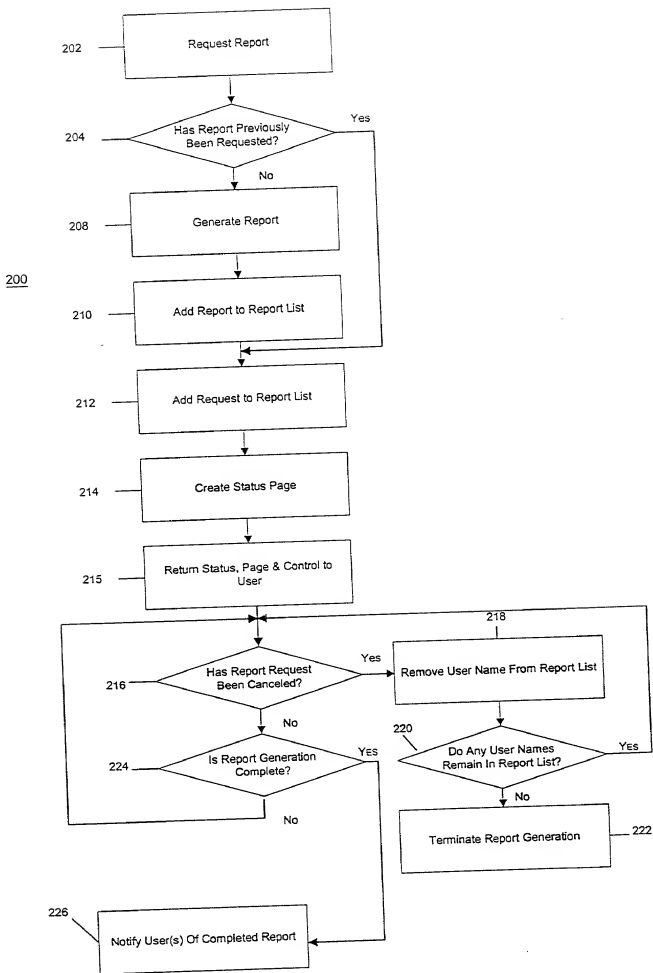 202
Request Report
204
Has Report Previously
Been Requested?
Yes
No
208
Generate Report
200
210
Add Report to Report List
212
Add Request to Report List
214
Create Status Page
215
Return Status, Page & Control to
User
218
216
Has Report Request
Been Canceled?
Yes
Remove User Name From Report List
No
220
Do Any User Names
Remain In Report List?
YES
224
Is Report Generation
Complete?
YES
No
No
Terminate Report Generation
222
226
Notify User(s) Of Completed Report